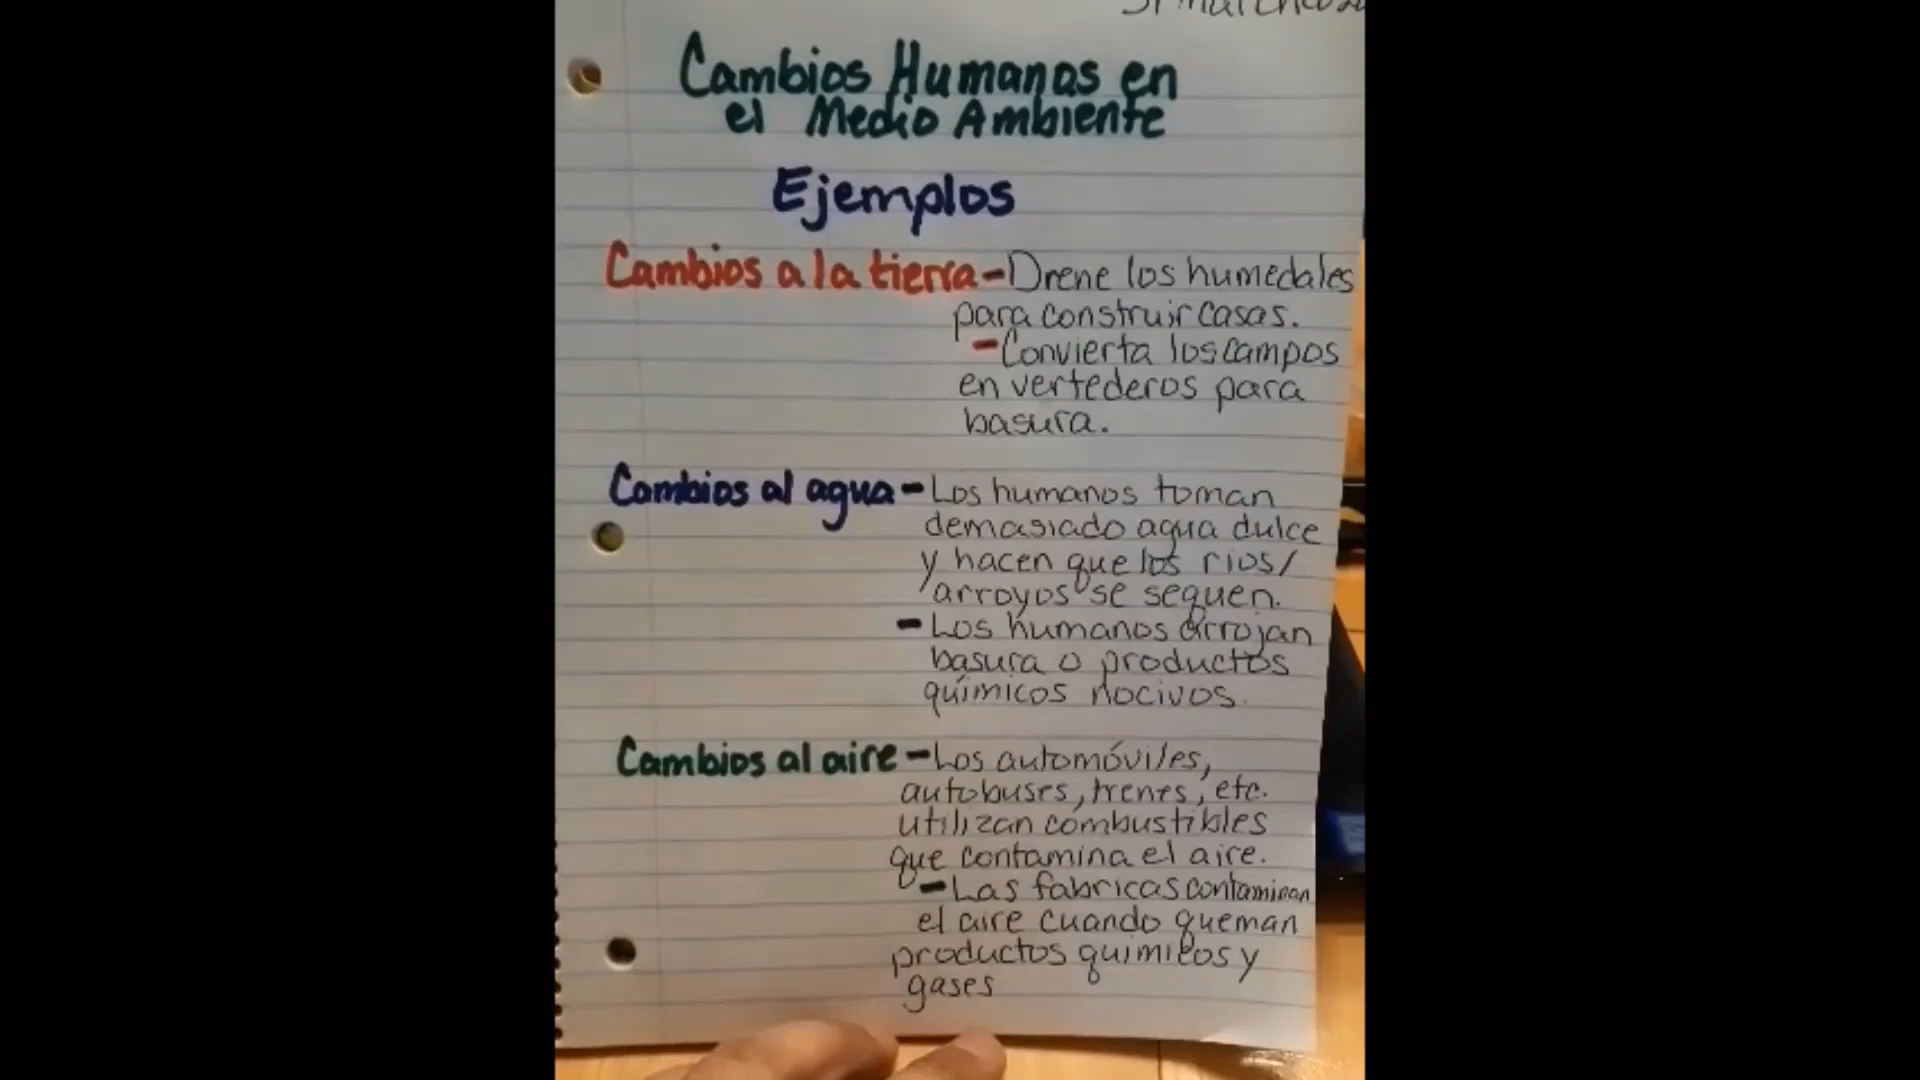 Cambios Humanos en
el Medio Ambiente
Ejemplos
Cambios a la tierra - Drene los humedales
para construir casas.
- Convierta los campos
en vertederos para
basura.
Cambios al agua - Los humanos toman
demasiado agua dulce
y hacen que los rios/
arroyos se sequen.
- Los humanos arrojan
basura o productos
químicos nocivos.
Cambios al aire - Los automóviles,
autobuses, trenes, etc.
utilizan combustibles
que contamina el aire.
- Las fabricas contaminan
el aire cuando queman
productos quimicos y
gases